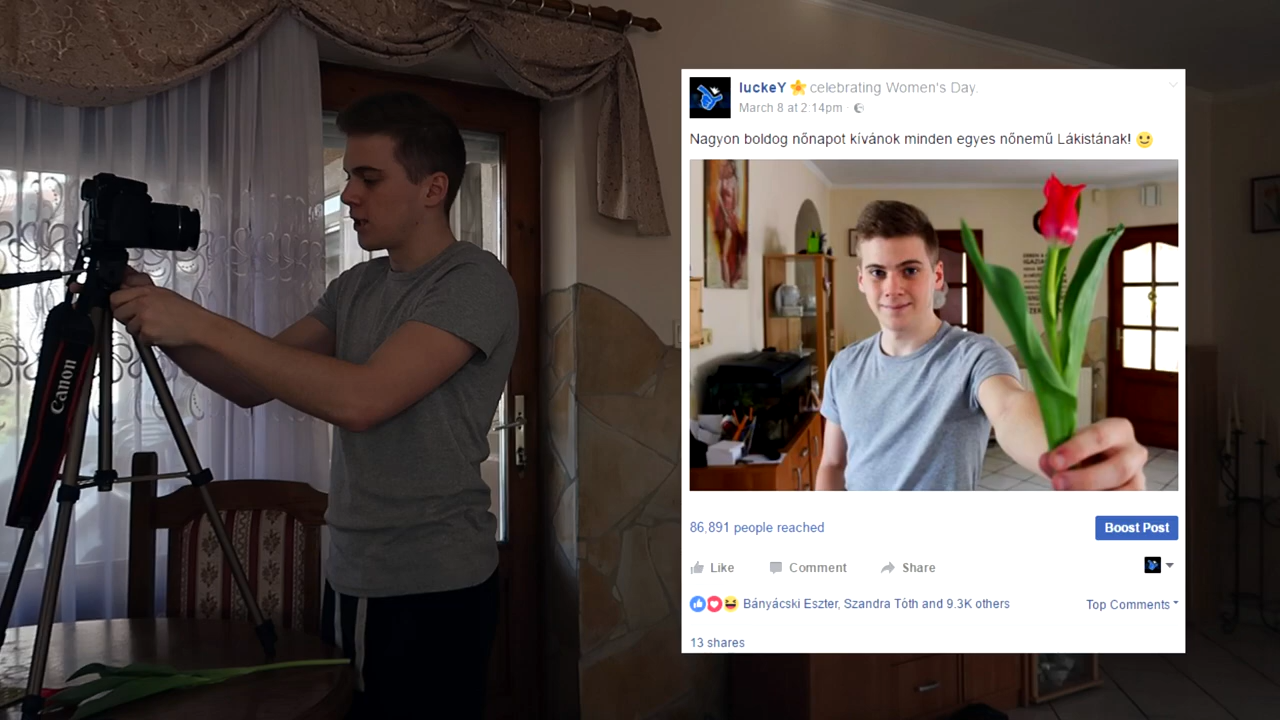 Canon
luckeY celebrating Women's Day.
March 8 at 2:14pm ·
Nagyon boldog nőnapot kívánok minden egyes nőnemű Lákistának!
86,891 people reached
Boost Post
Like Comment Share
Bányácski Eszter, Szandra Tóth and 9.3K others
Top Comments
13 shares